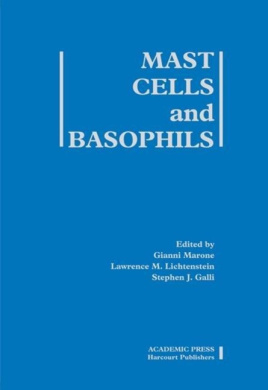 MAST
CELLS
and
BASOPHILS
Edited by
Gianni Marone
Lawrence M. Lichtenstein
Stephen J. Galli
ACADEMIC PRESS
Harcourt Publishers